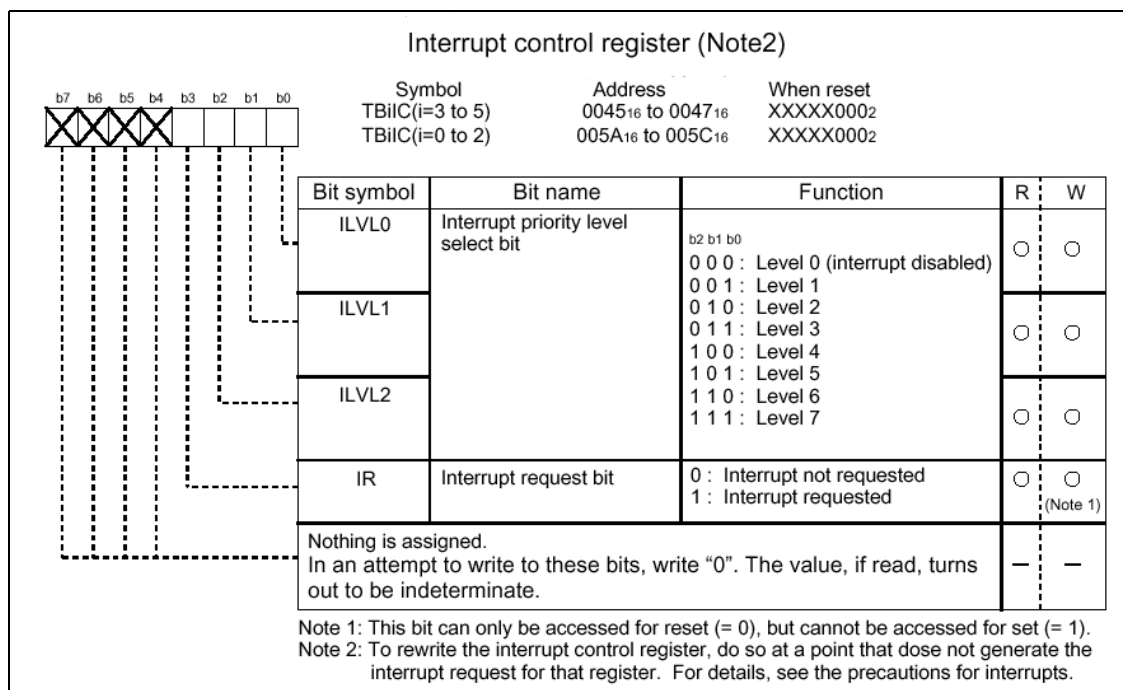 Interrupt control register (Note2)
Symbol Address When reset
b7 b6 b5 b4 b3 b2 b1 b0
TBiIC(i=3 to 5) 004516 to 004716 XXXXX0002
TBiIC(i=0 to 2) 005A16 to 005C16 XXXXX0002
Bit symbol Bit name Function R W
ILVL0 Interrupt priority level
select bit
b2 b1 b0
0 0 0 : Level 0 (interrupt disabled)
0 0 1 : Level 1
ILVL1 0 1 0 : Level 2
0 1 1 : Level 3
1 0 0 : Level 4
1 0 1 : Level 5
ILVL2 1 1 0 : Level 6
1 1 1 : Level 7
IR Interrupt request bit 0 : Interrupt not requested
1 : Interrupt requested
(Note 1)
Nothing is assigned.
In an attempt to write to these bits, write “0”. The value, if read, turns
out to be indeterminate.
Note 1: This bit can only be accessed for reset (= 0), but cannot be accessed for set (= 1).
Note 2: To rewrite the interrupt control register, do so at a point that dose not generate the
interrupt request for that register. For details, see the precautions for interrupts.